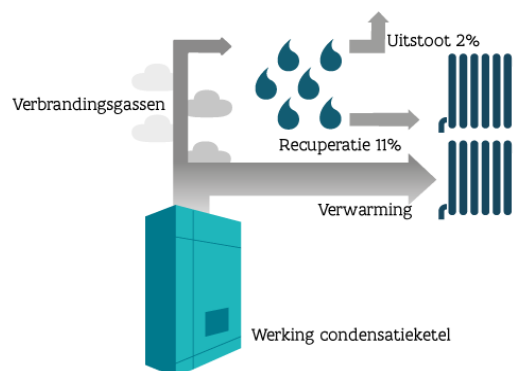 Uitstoot 2%
Verbrandingsgassen
Recuperatie 11%
Verwarming
Werking condensatieketel